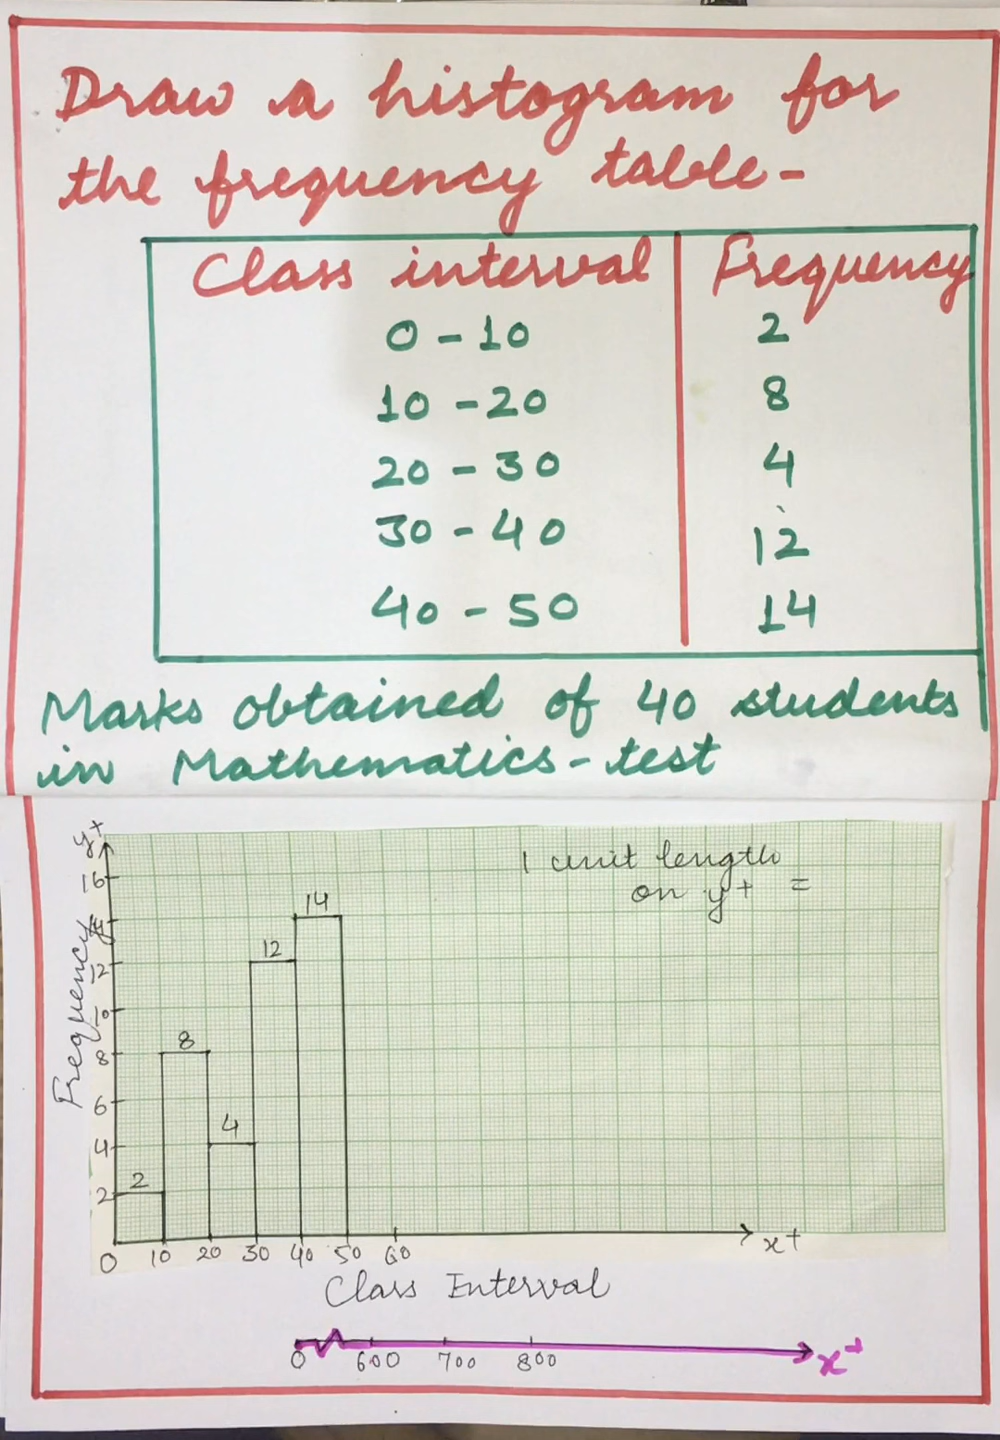 Draw a histogram for
the frequency table-
Class interval Frequency
0-10 2
10-20 8
20-30 4
30-40 12
40-50 14
Marks obtained of 40 students
in Mathematics-test
y+
1 unit length
on y+ =
16
14
12
10
8
6
4
2
Frequency
2
8
4
12
14
0 10 20 30 40 50 60
x+
Class Interval
0 600 700 800
x+